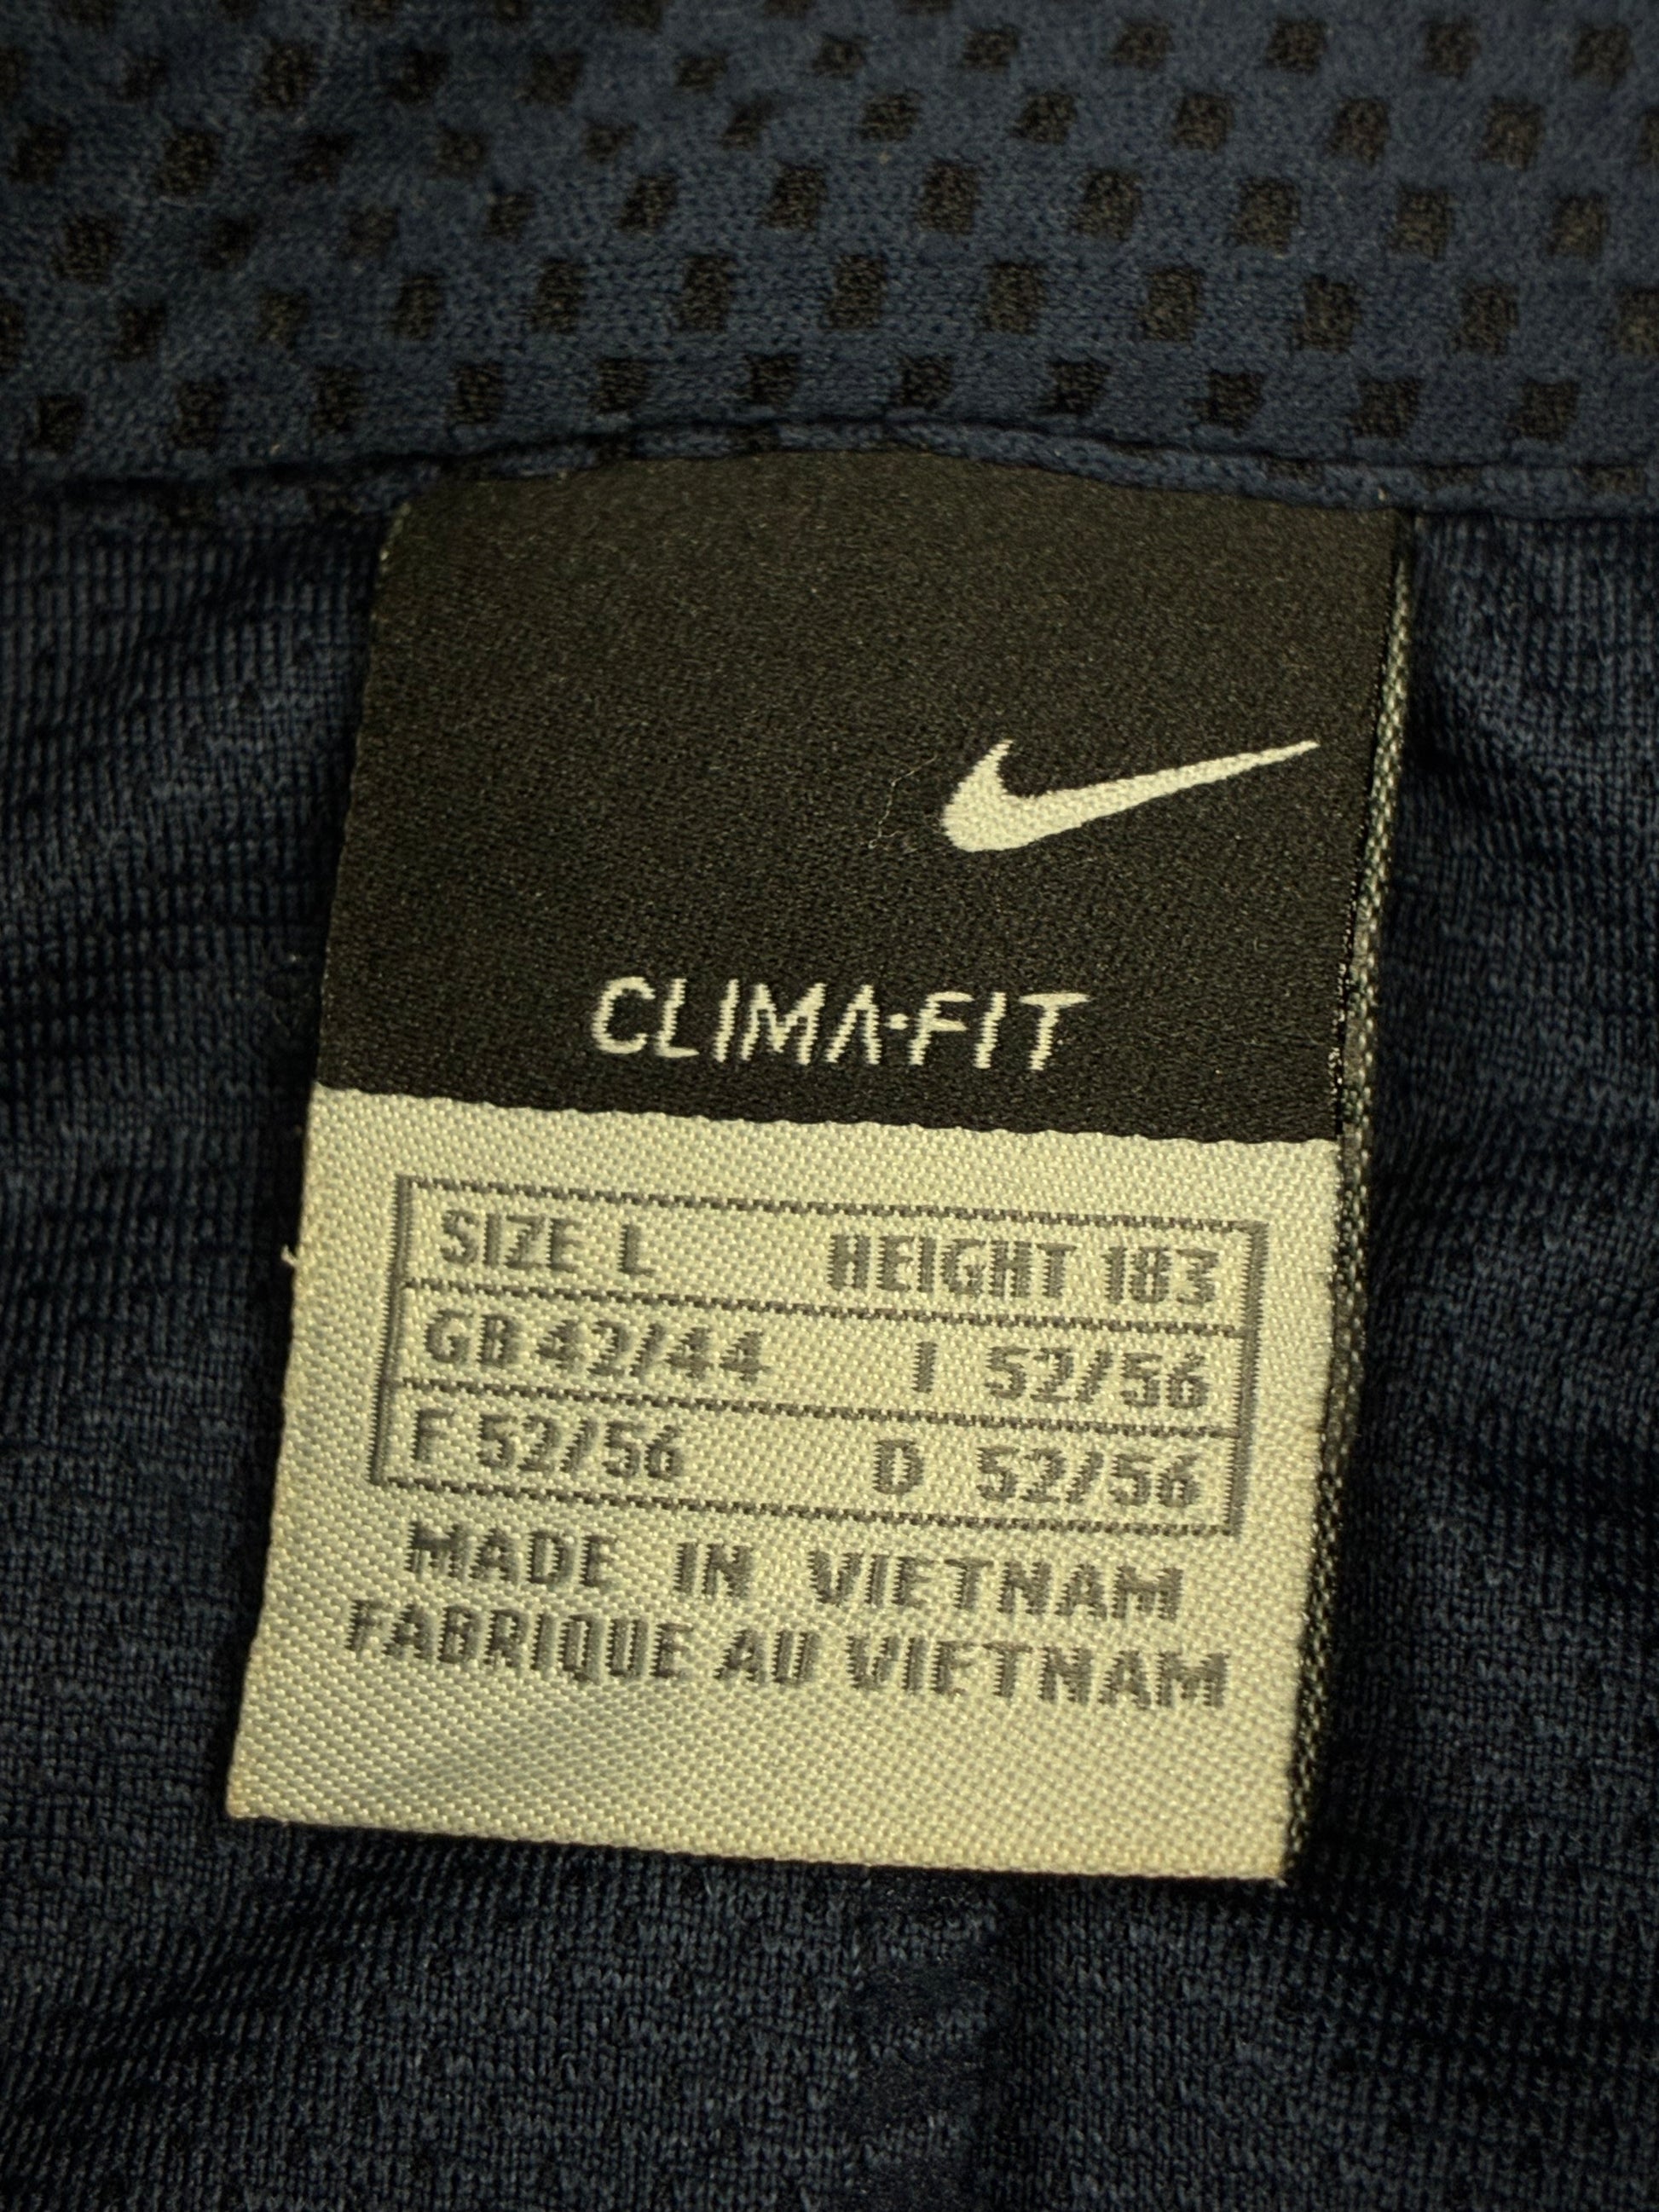 CLIMA·FIT
SIZE L HEIGHT 183
GB 42/44 I 52/56
F 52/56 D 52/56
MADE IN VIETNAM
FABRIQUE AU VIETNAM